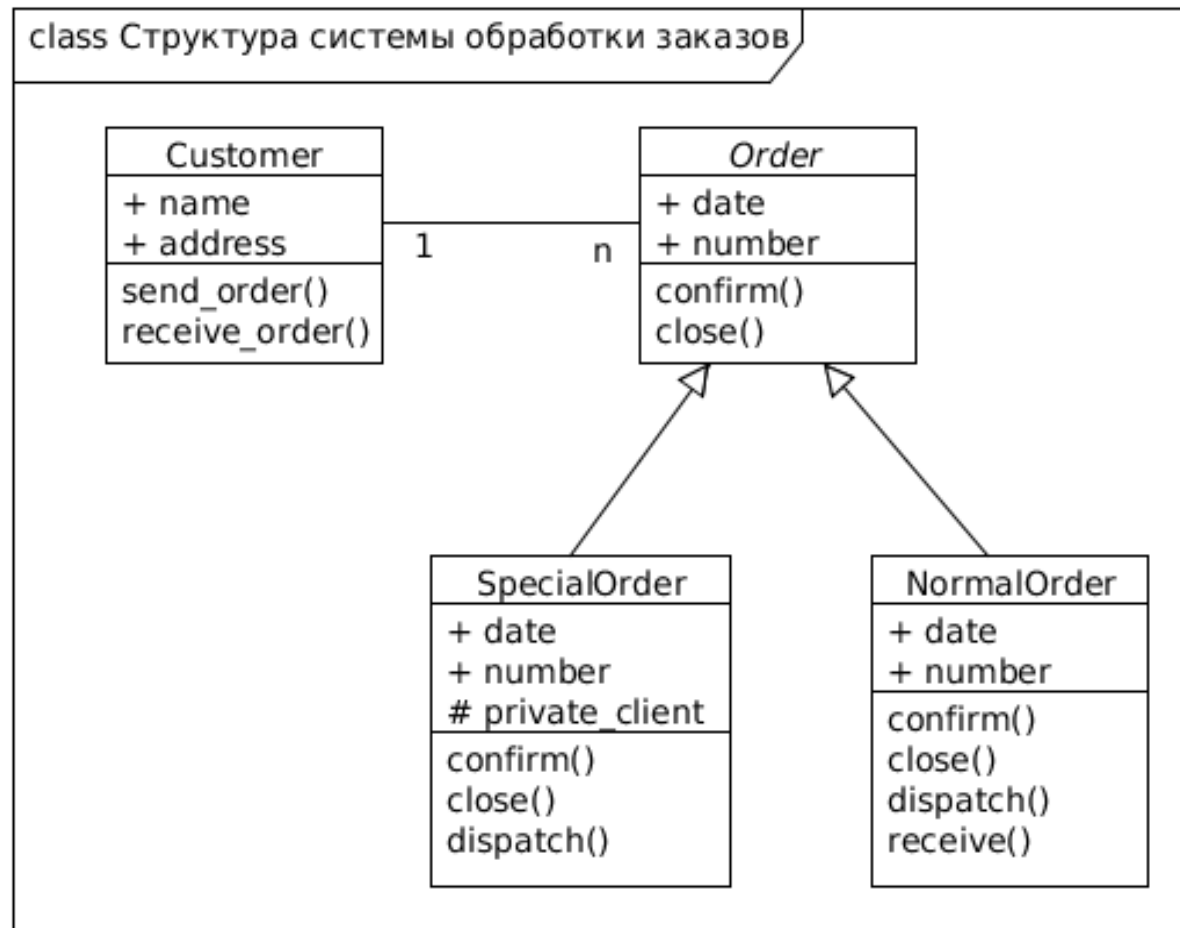 class Структура системы обработки заказов
Customer
+ name
+ address
send_order()
receive_order()
1
n
Order
+ date
+ number
confirm()
close()
SpecialOrder
+ date
+ number
# private_client
confirm()
close()
dispatch()
NormalOrder
+ date
+ number
confirm()
close()
dispatch()
receive()